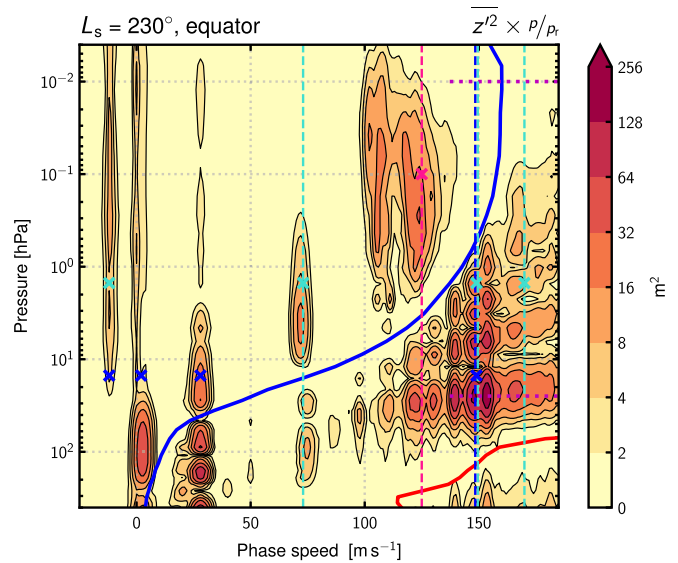 Lₛ = 230°, equator
z′² × p/pᵣ
10⁻²
10⁻¹
10⁰
10¹
10²
Pressure [hPa]
0 50 100 150
Phase speed [m s⁻¹]
256
128
64
32
16
8
4
2
0
m²